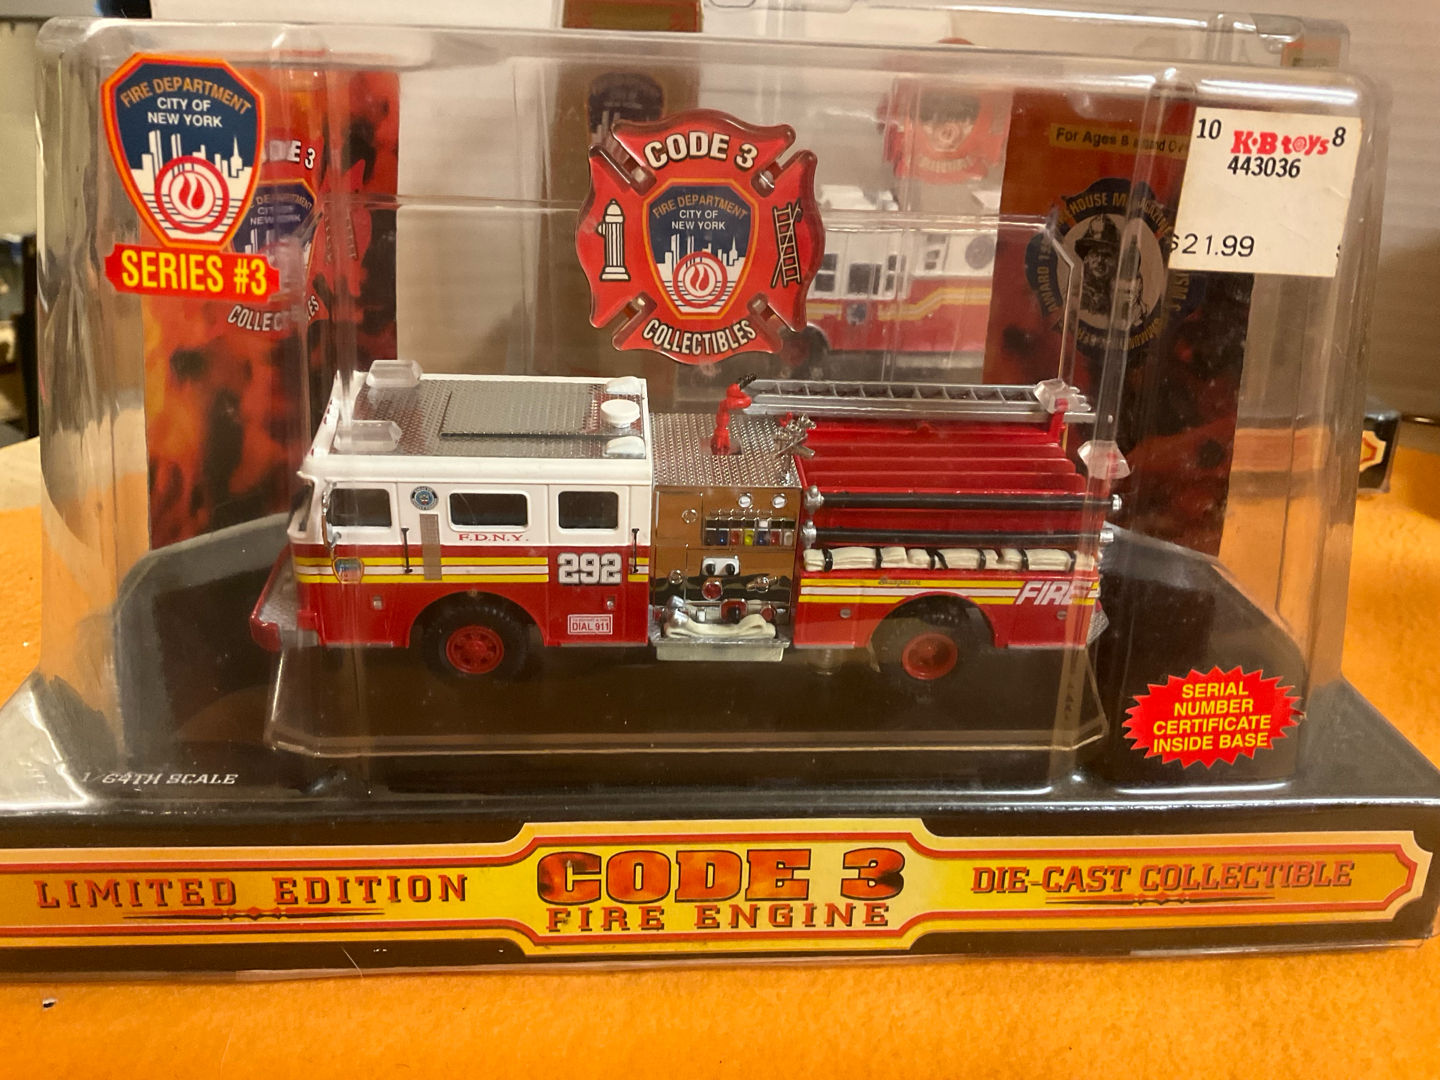 FIRE DEPARTMENT
CITY OF
NEW YORK
SERIES #3
CODE 3
FIRE DEPARTMENT
CITY OF
NEW YORK
COLLECTIBLES
For Ages 8 and Over
10 K·B toys 8
443036
$21.99
F.D.N.Y.
292
DIAL 911
FIRE
SERIAL
NUMBER
CERTIFICATE
INSIDE BASE
1/64TH SCALE
LIMITED EDITION
CODE 3
FIRE ENGINE
DIE-CAST COLLECTIBLE